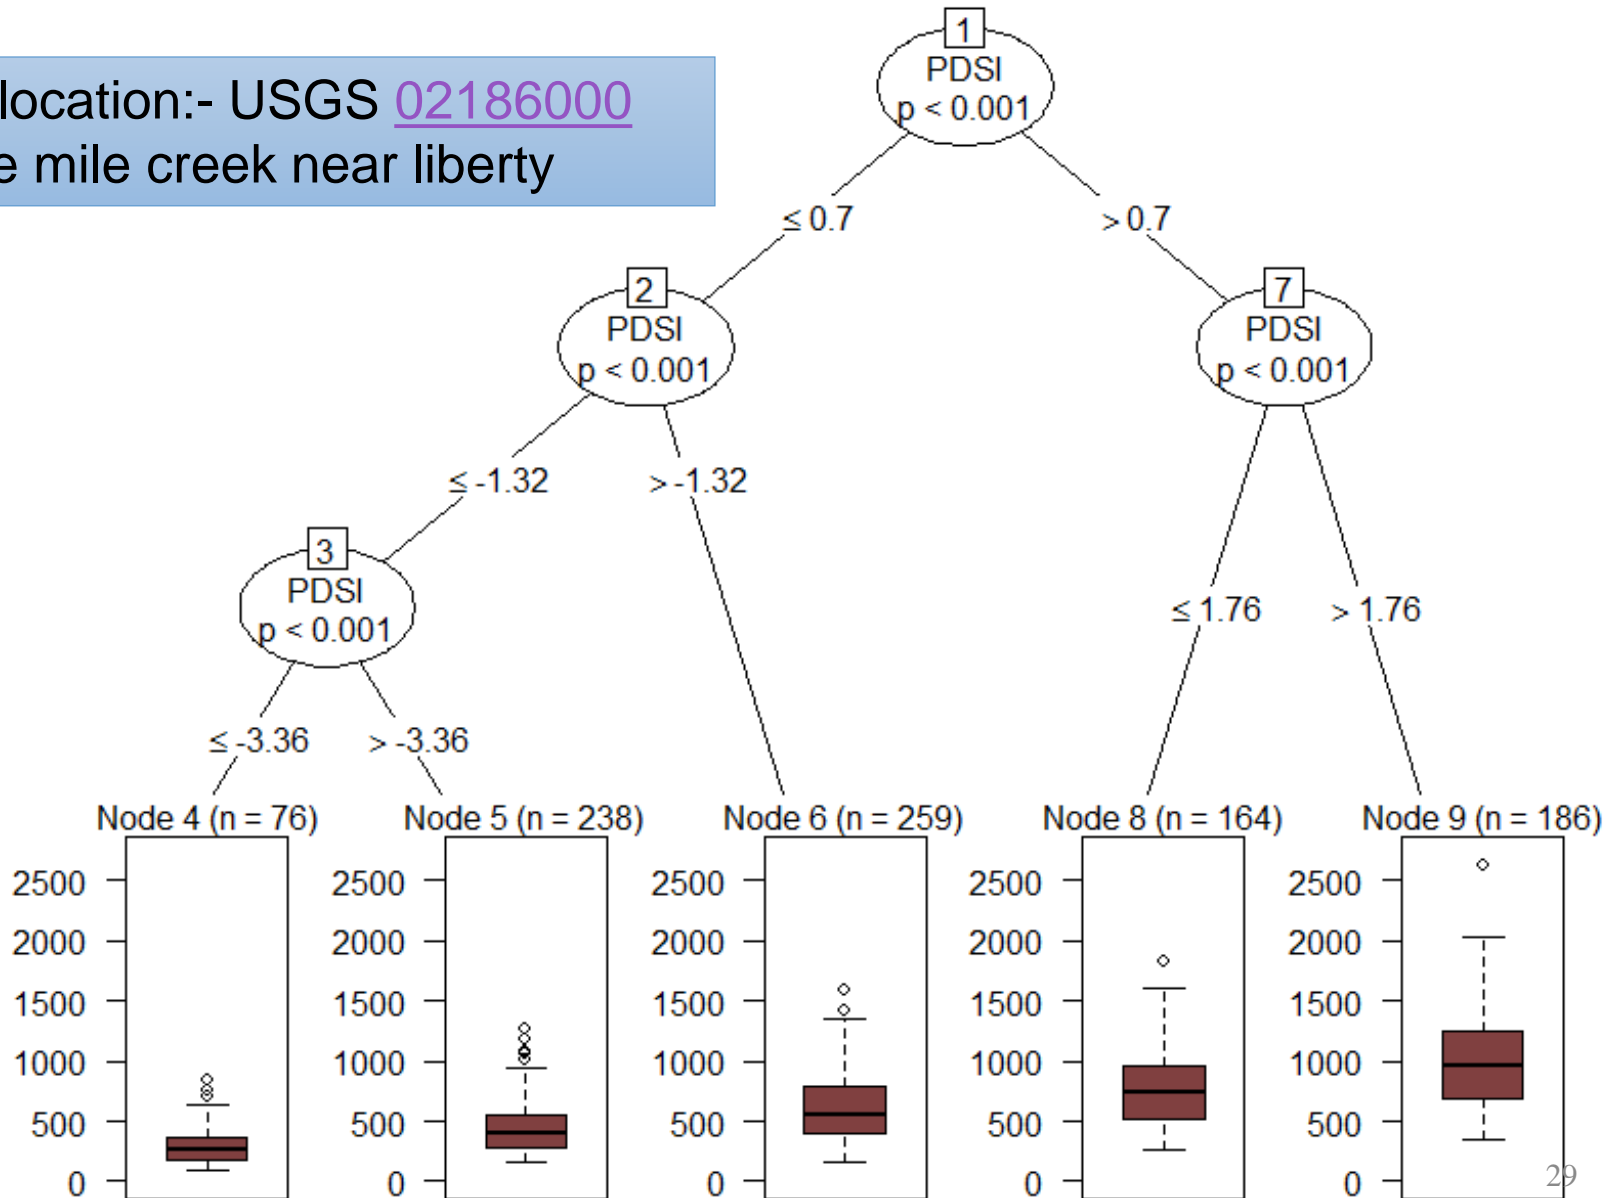 location:- USGS 02186000
e mile creek near liberty
1
PDSI
p < 0.001
≤ 0.7
> 0.7
2
PDSI
p < 0.001
7
PDSI
p < 0.001
≤ -1.32
> -1.32
3
PDSI
p < 0.001
≤ 1.76
> 1.76
≤ -3.36
> -3.36
Node 4 (n = 76)
2500
2000
1500
1000
500
0
Node 5 (n = 238)
2500
2000
1500
1000
500
0
Node 6 (n = 259)
2500
2000
1500
1000
500
0
Node 8 (n = 164)
2500
2000
1500
1000
500
0
Node 9 (n = 186)
2500
2000
1500
1000
500
0
29